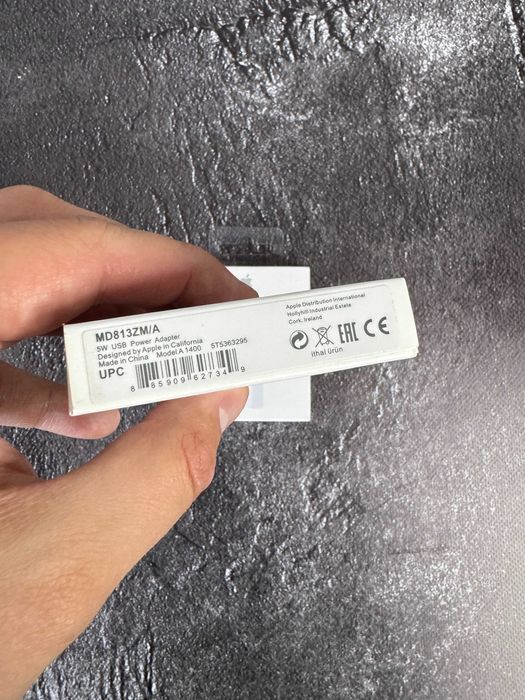 MD813ZM/A
5W USB Power Adapter
Designed by Apple in California
Made in China Model A 1400 5T5363295
UPC
8 85909 62734 9
Apple Distribution International
Hollyhill Industrial Estate
Cork, Ireland
EAC CE
ithal ürün